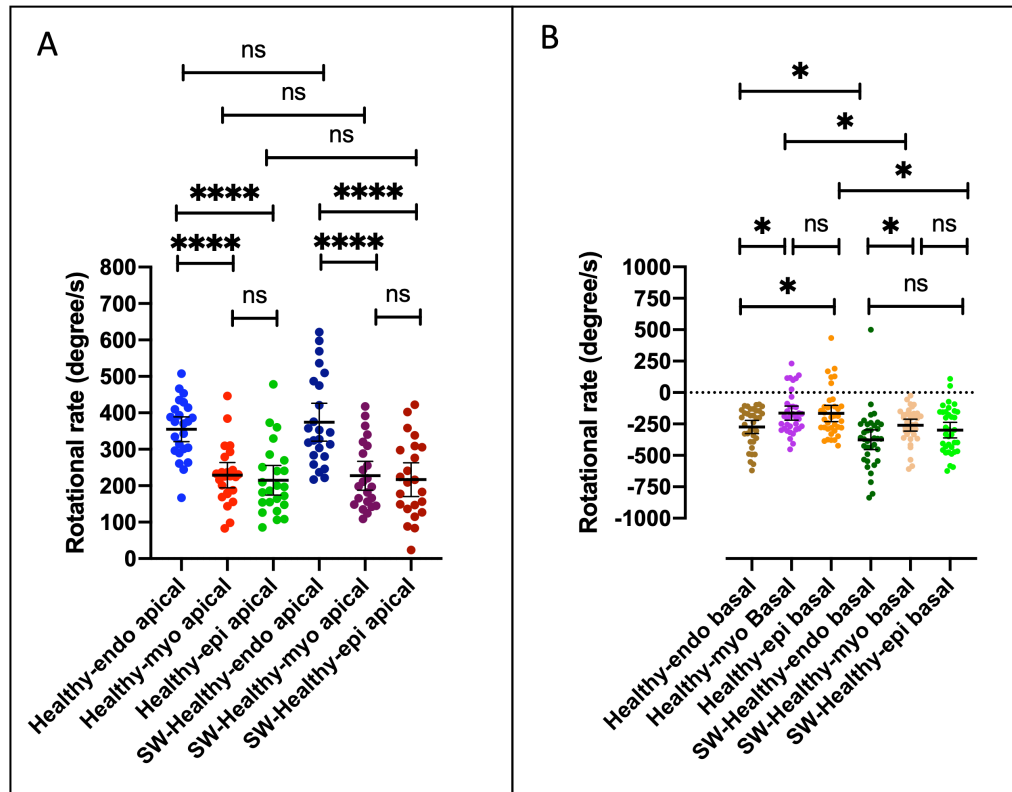 A
ns
ns
ns
****
****
****
****
ns
ns
Rotational rate (degree/s)
800
700
600
500
400
300
200
100
0
Healthy-endo apical
Healthy-myo apical
Healthy-epi apical
SW-Healthy-endo apical
SW-Healthy-myo apical
SW-Healthy-epi apical
B
*
*
*
*
ns
*
ns
*
ns
Rotational rate (degree/s)
1000
750
500
250
0
-250
-500
-750
-1000
Healthy-endo basal
Healthy-myo Basal
Healthy-epi basal
SW-Healthy-endo basal
SW-Healthy-myo basal
SW-Healthy-epi basal